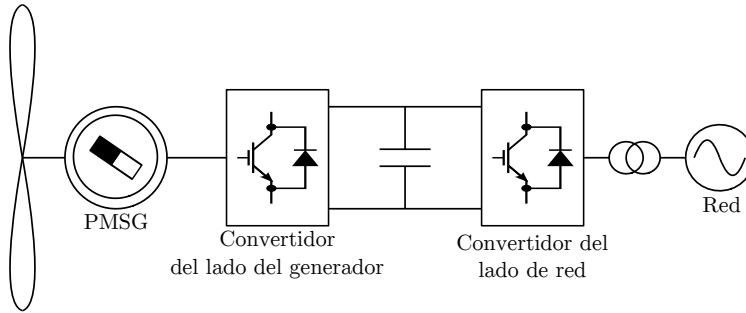 PMSG
Convertidor
del lado del generador
Convertidor del
lado de red
Red